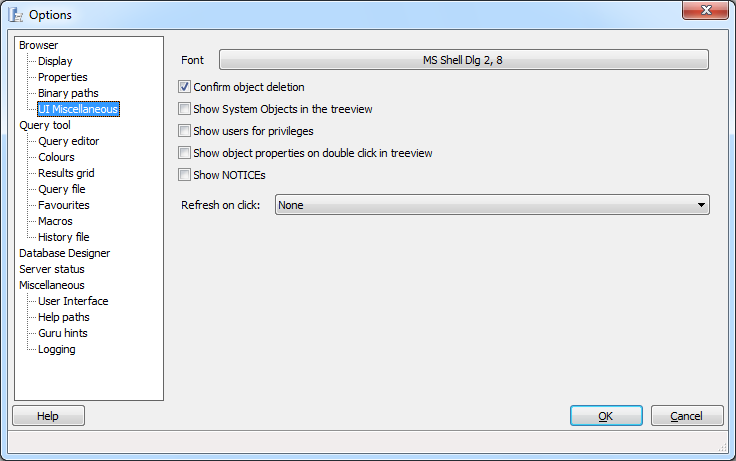 Options
Browser
Display
Properties
Binary paths
UI Miscellaneous
Query tool
Query editor
Colours
Results grid
Query file
Favourites
Macros
History file
Database Designer
Server status
Miscellaneous
User Interface
Help paths
Guru hints
Logging
Font MS Shell Dlg 2, 8
Confirm object deletion
Show System Objects in the treeview
Show users for privileges
Show object properties on double click in treeview
Show NOTICEs
Refresh on click: None
Help OK Cancel